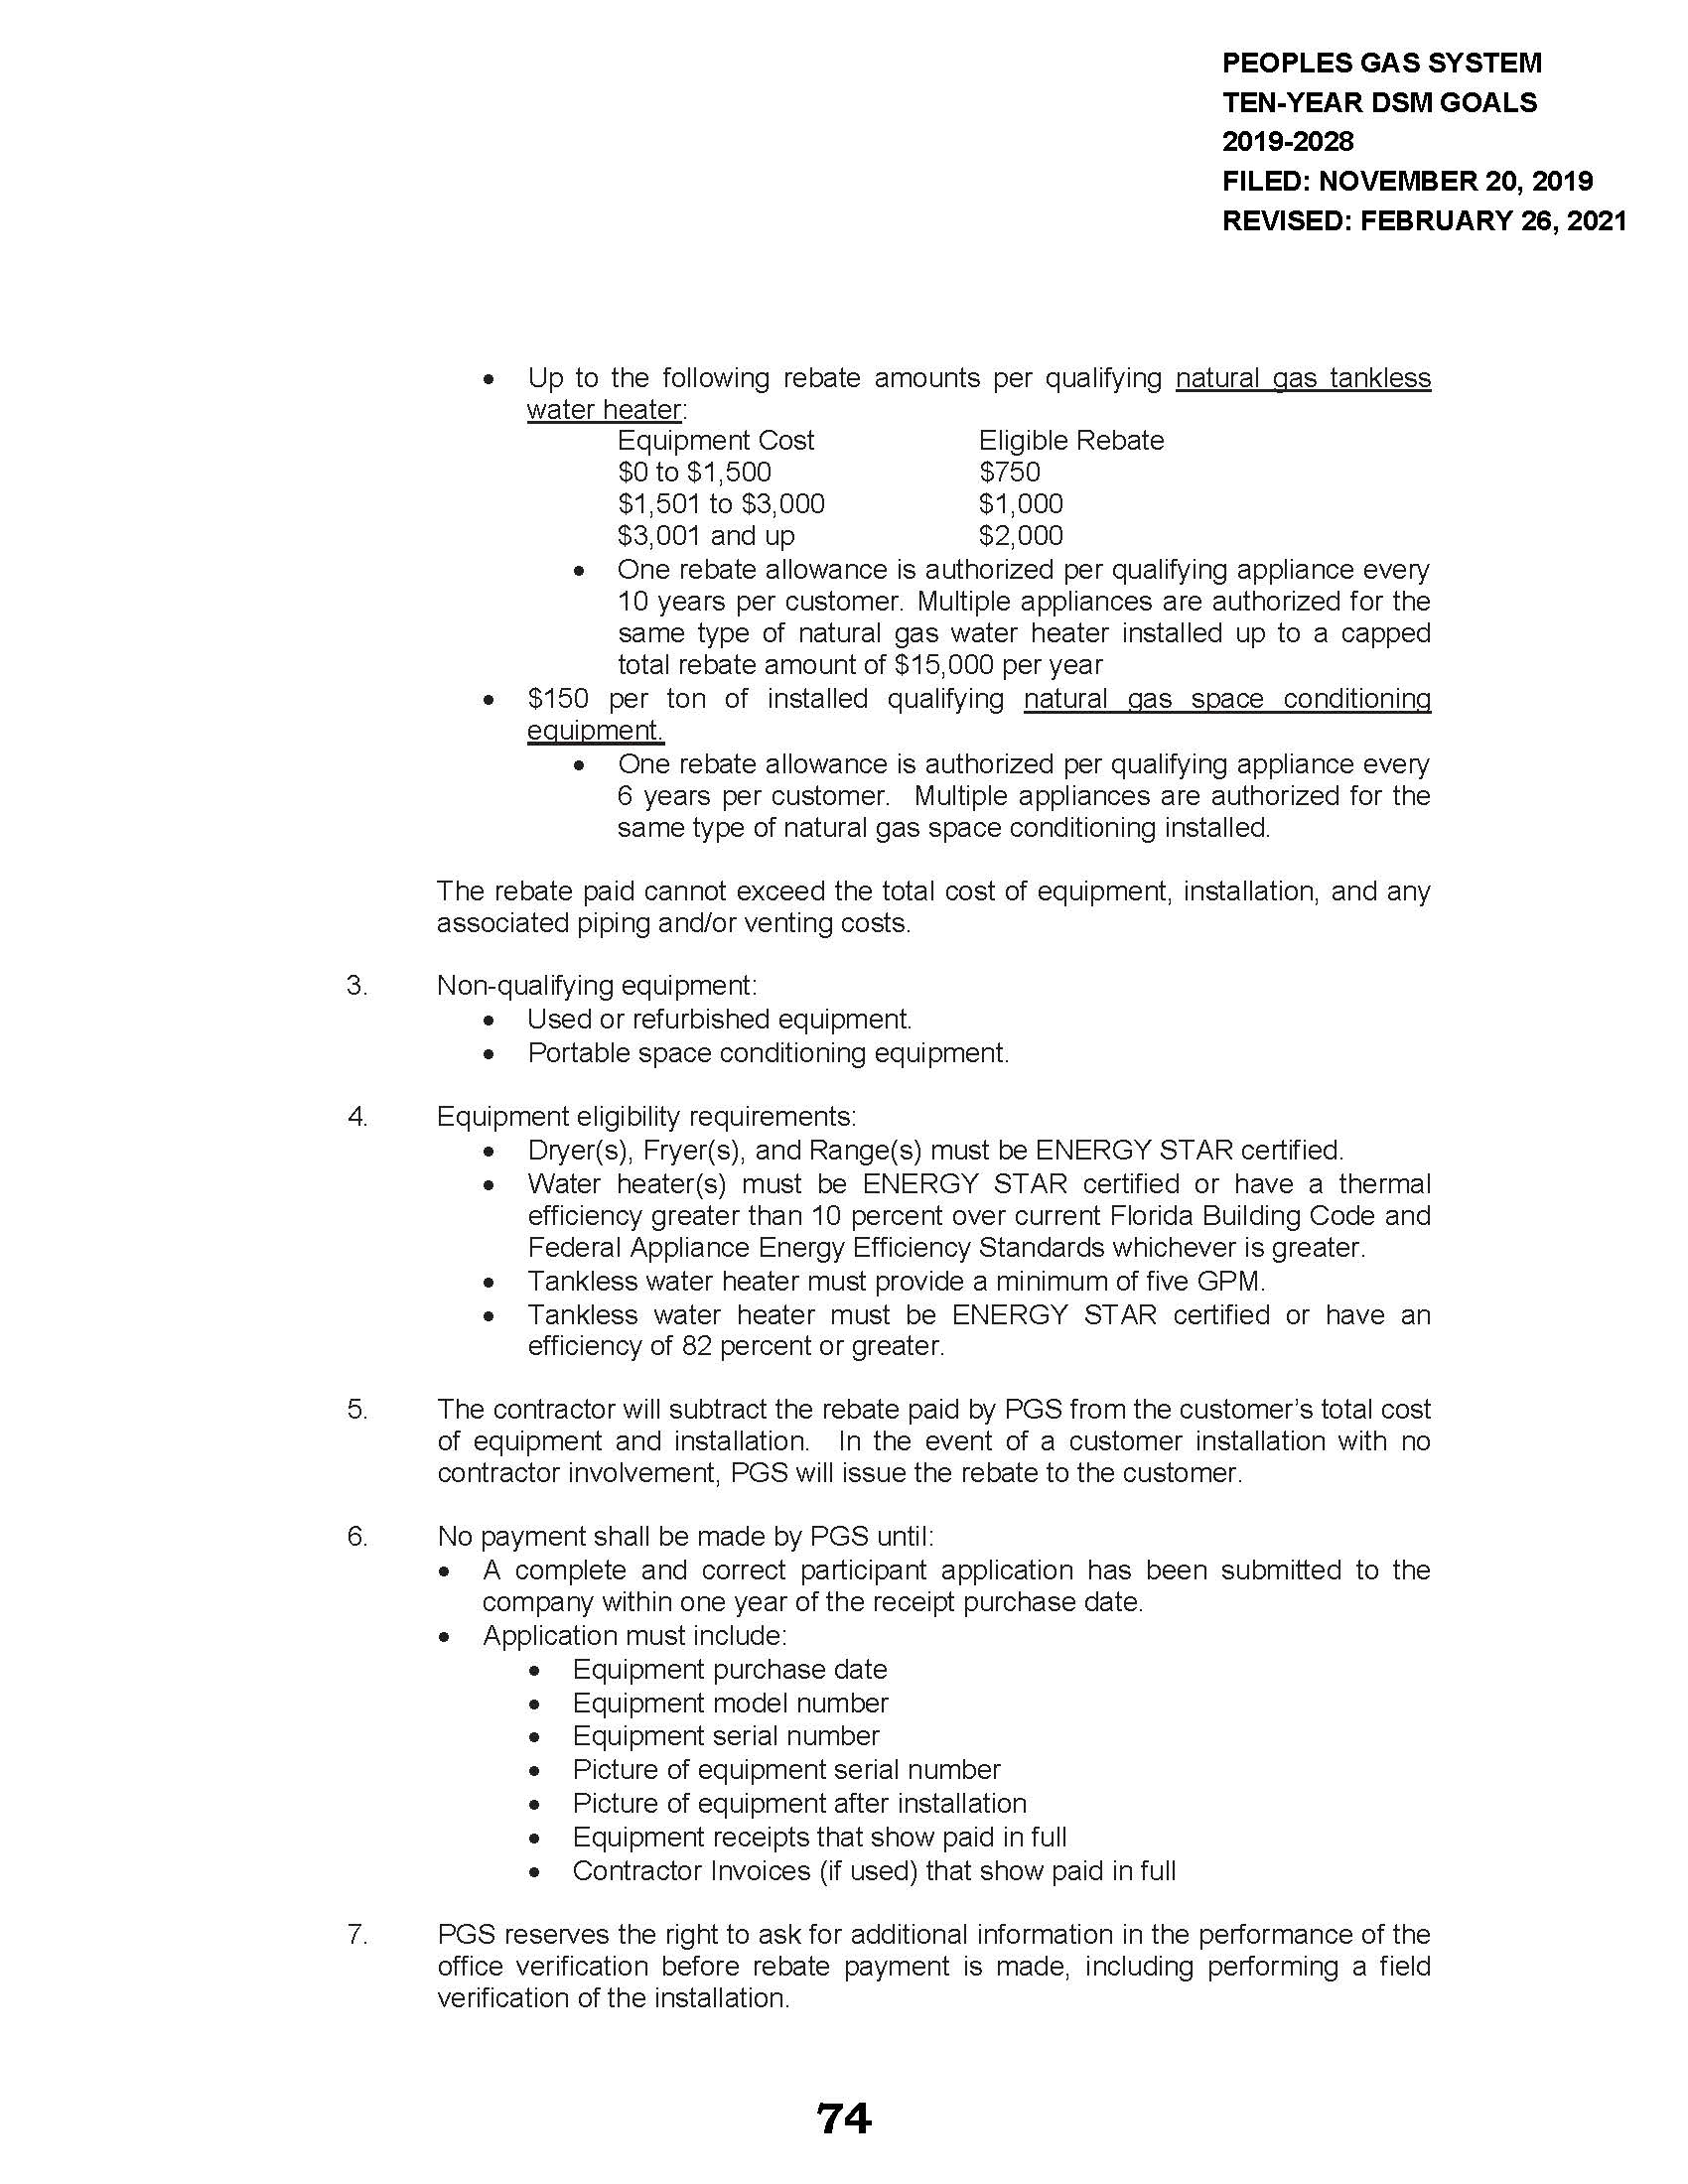 PEOPLES GAS SYSTEM
TEN-YEAR DSM GOALS
2019-2028
FILED: NOVEMBER 20, 2019
REVISED: FEBRUARY 26, 2021
• Up to the following rebate amounts per qualifying natural gas tankless
water heater:
Equipment Cost Eligible Rebate
$0 to $1,500 $750
$1,501 to $3,000 $1,000
$3,001 and up $2,000
• One rebate allowance is authorized per qualifying appliance every
10 years per customer. Multiple appliances are authorized for the
same type of natural gas water heater installed up to a capped
total rebate amount of $15,000 per year
• $150 per ton of installed qualifying natural gas space conditioning
equipment.
• One rebate allowance is authorized per qualifying appliance every
6 years per customer. Multiple appliances are authorized for the
same type of natural gas space conditioning installed.
The rebate paid cannot exceed the total cost of equipment, installation, and any
associated piping and/or venting costs.
3. Non-qualifying equipment:
• Used or refurbished equipment.
• Portable space conditioning equipment.
4. Equipment eligibility requirements:
• Dryer(s), Fryer(s), and Range(s) must be ENERGY STAR certified.
• Water heater(s) must be ENERGY STAR certified or have a thermal
efficiency greater than 10 percent over current Florida Building Code and
Federal Appliance Energy Efficiency Standards whichever is greater.
• Tankless water heater must provide a minimum of five GPM.
• Tankless water heater must be ENERGY STAR certified or have an
efficiency of 82 percent or greater.
5. The contractor will subtract the rebate paid by PGS from the customer's total cost
of equipment and installation. In the event of a customer installation with no
contractor involvement, PGS will issue the rebate to the customer.
6. No payment shall be made by PGS until:
• A complete and correct participant application has been submitted to the
company within one year of the receipt purchase date.
• Application must include:
• Equipment purchase date
• Equipment model number
• Equipment serial number
• Picture of equipment serial number
• Picture of equipment after installation
• Equipment receipts that show paid in full
• Contractor Invoices (if used) that show paid in full
7. PGS reserves the right to ask for additional information in the performance of the
office verification before rebate payment is made, including performing a field
verification of the installation.
74